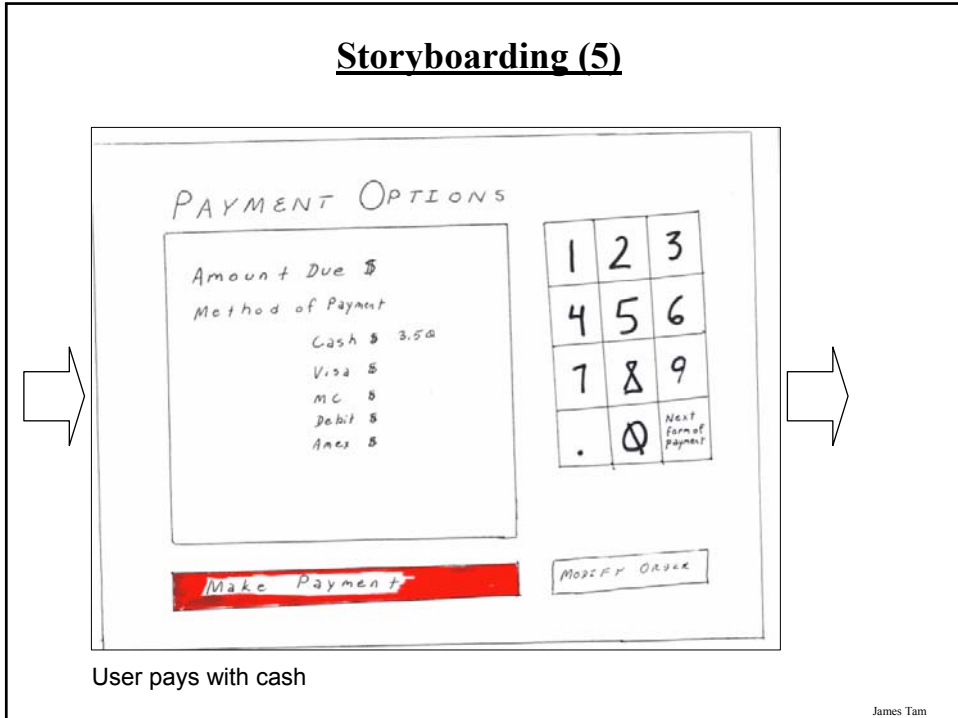 Storyboarding (5)
PAYMENT OPTIONS
Amount Due $
Method of Payment
Cash $ 3.50
Visa $
MC $
Debit $
Amex $
1 2 3
4 5 6
7 8 9
. 0 Next form of payment
Make Payment
MODIFY ORDER
User pays with cash
James Tam